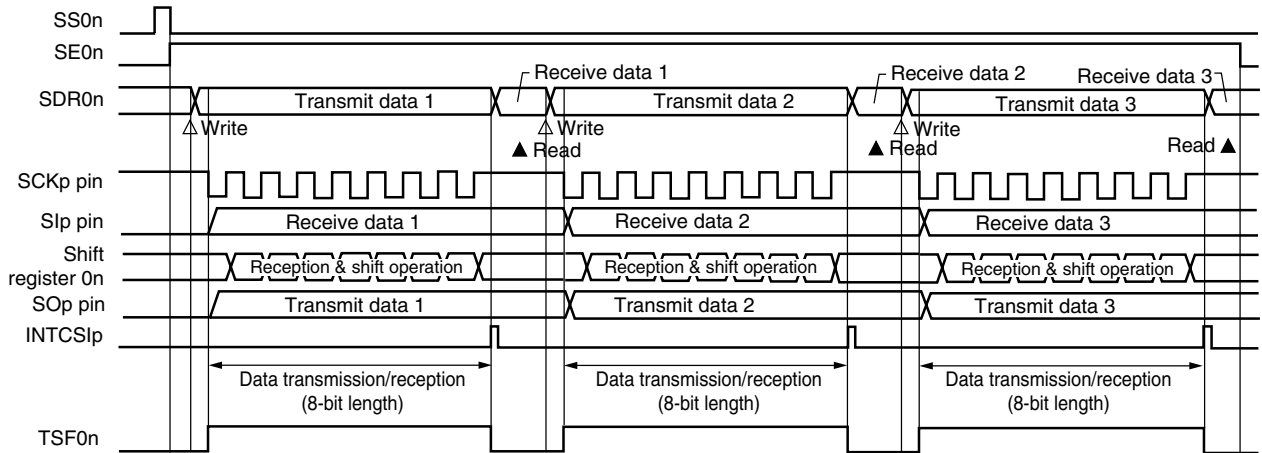 SS0n
SE0n
Receive data 1
Receive data 2
Receive data 3
SDR0n
Transmit data 1
Transmit data 2
Transmit data 3
Write
Write
Write
Read
Read
Read
SCKp pin
SIp pin
Receive data 1
Receive data 2
Receive data 3
Shift
register 0n
Reception & shift operation
Reception & shift operation
Reception & shift operation
SOp pin
Transmit data 1
Transmit data 2
Transmit data 3
INTCSIp
Data transmission/reception
(8-bit length)
Data transmission/reception
(8-bit length)
Data transmission/reception
(8-bit length)
TSF0n